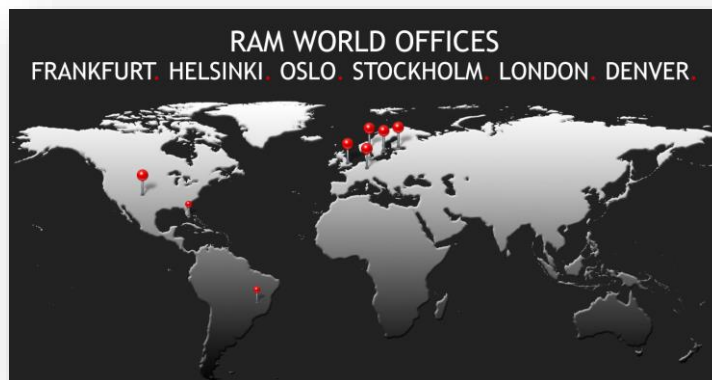 RAM WORLD OFFICES
FRANKFURT. HELSINKI. OSLO. STOCKHOLM. LONDON. DENVER.